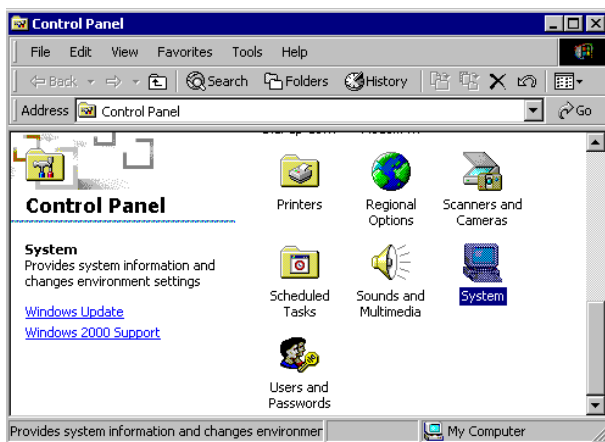 Control Panel
File Edit View Favorites Tools Help
Back Search Folders History
Address Control Panel Go
Control Panel
System
Provides system information and
changes environment settings
Windows Update
Windows 2000 Support
Printers
Regional
Options
Scanners and
Cameras
Scheduled
Tasks
Sounds and
Multimedia
System
Users and
Passwords
Provides system information and changes environmen
My Computer